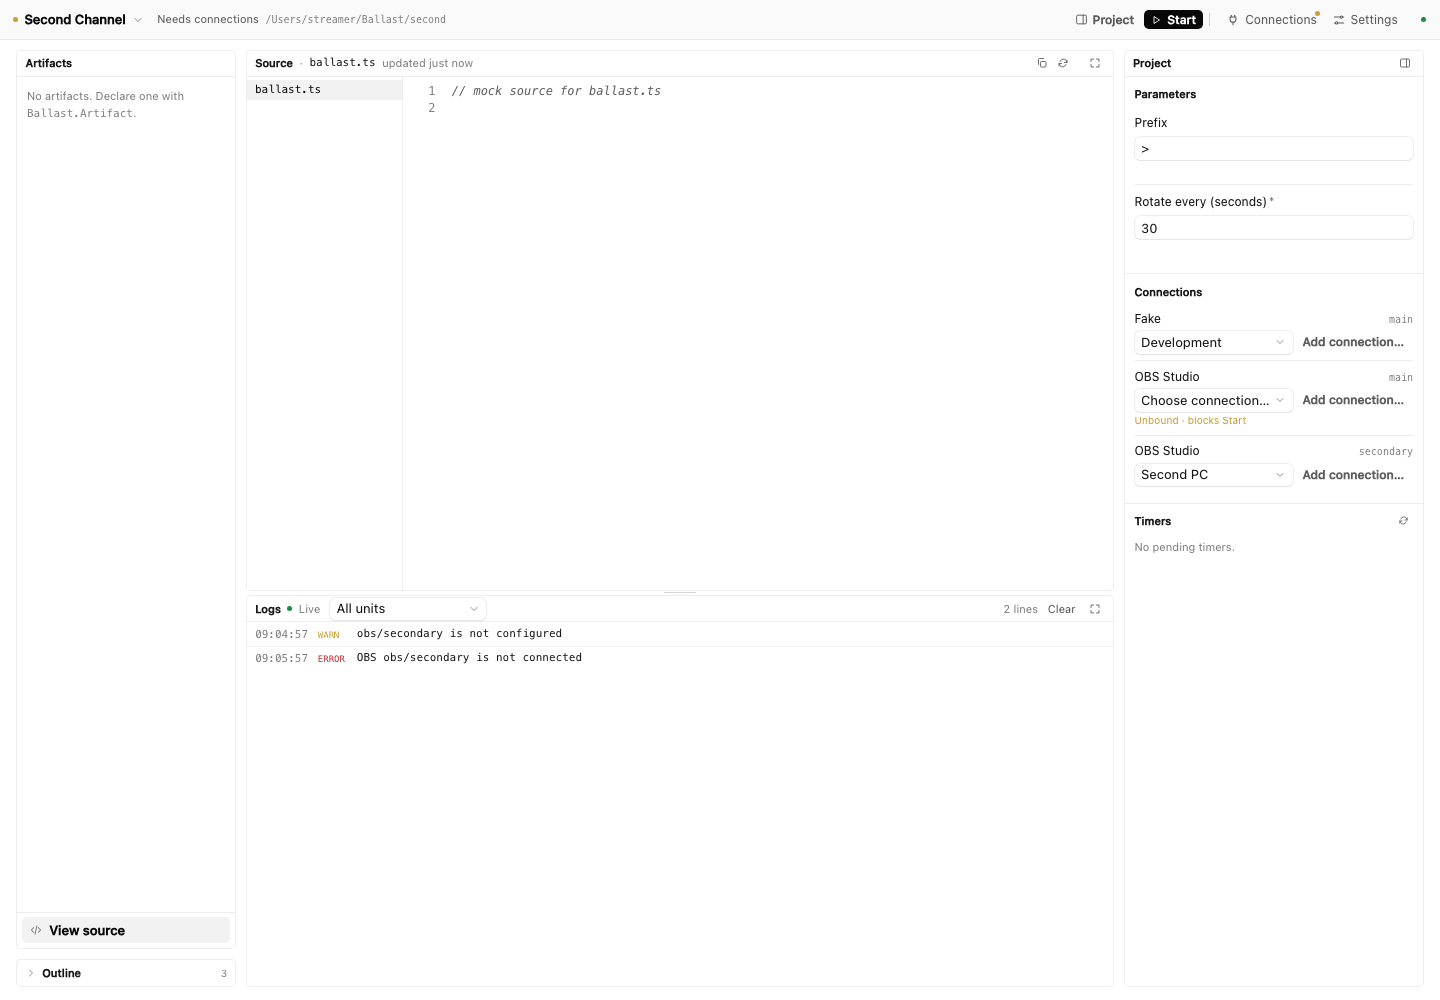 Second Channel Needs connections /Users/streamer/Ballast/second Project Start Connections Settings
Artifacts
No artifacts. Declare one with
Ballast.Artifact.
View source
Outline 3
Source · ballast.ts updated just now
ballast.ts
1 // mock source for ballast.ts
2
Logs Live All units 2 lines Clear
09:04:57 WARN obs/secondary is not configured
09:05:57 ERROR OBS obs/secondary is not connected
Project
Parameters
Prefix
>
Rotate every (seconds) *
30
Connections
Fake main
Development Add connection...
OBS Studio main
Choose connection... Add connection...
Unbound · blocks Start
OBS Studio secondary
Second PC Add connection...
Timers
No pending timers.